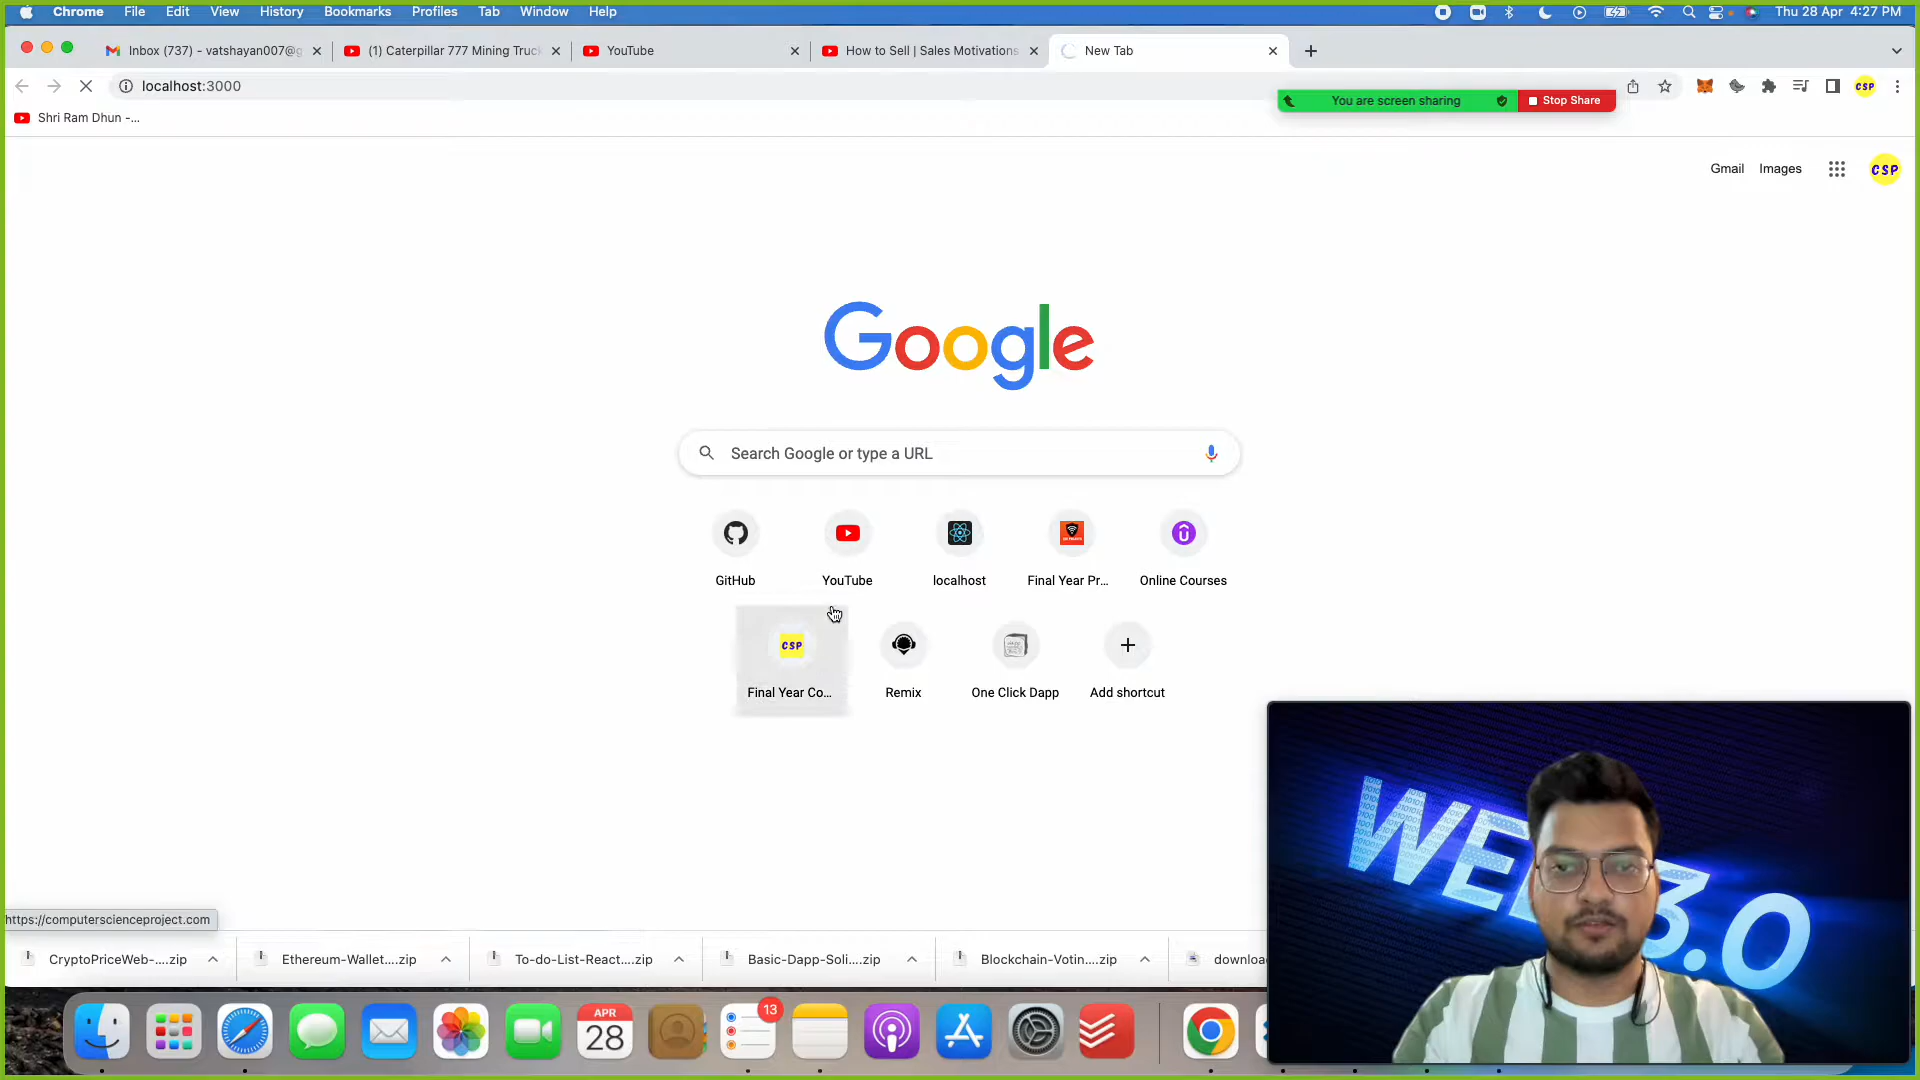 Chrome File Edit View History Bookmarks Profiles Tab Window Help Thu 28 Apr 4:27 PM
Inbox (737) - vatshayan007@g (1) Caterpillar 777 Mining Truc YouTube How to Sell | Sales Motivations New Tab
localhost:3000
You are screen sharing Stop Share
CSP
Shri Ram Dhun -...
Gmail Images CSP
Google
Search Google or type a URL
GitHub YouTube localhost Final Year Pr... Online Courses
CSP
Final Year Co... Remix One Click Dapp Add shortcut
WEB 3.0
https://computerscienceproject.com
CryptoPriceWeb-....zip Ethereum-Wallet....zip To-do-List-React....zip Basic-Dapp-Soli....zip Blockchain-Votin....zip download
APR
28
13